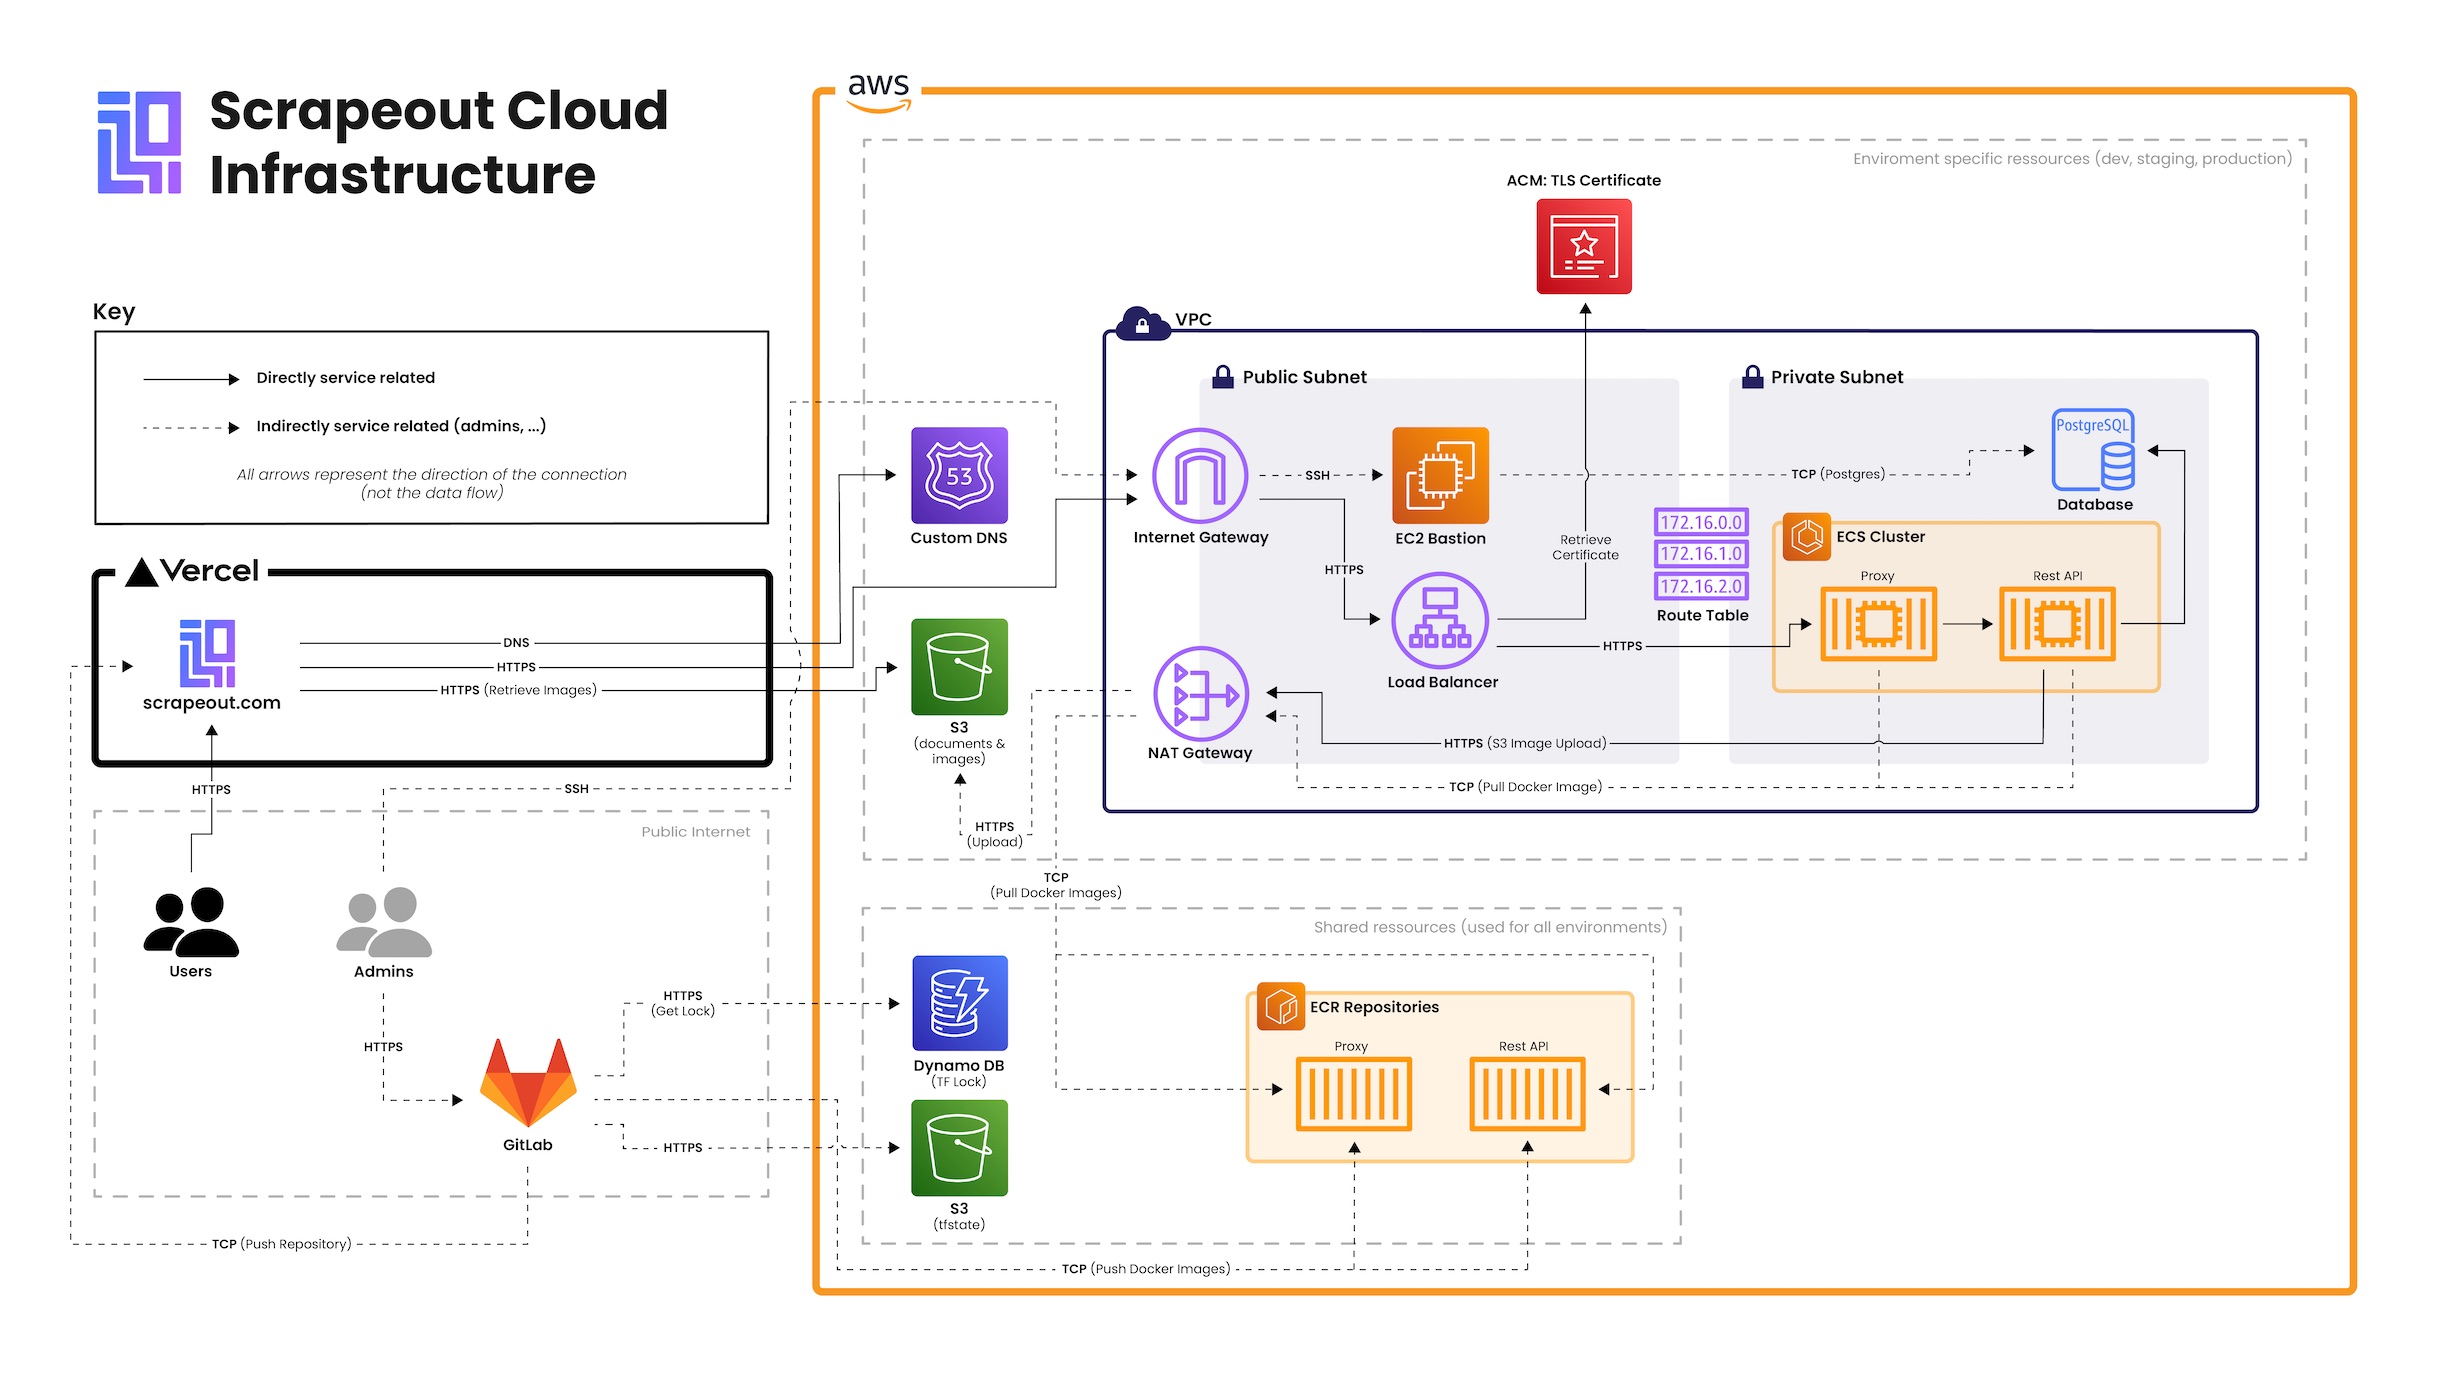 Scrapeout Cloud
Infrastructure
Key
Directly service related
Indirectly service related (admins, ...)
All arrows represent the direction of the connection
(not the data flow)
Vercel
scrapeout.com
DNS
HTTPS
HTTPS (Retrieve Images)
HTTPS
SSH
Public Internet
Users
Admins
HTTPS
GitLab
HTTPS
(Get Lock)
HTTPS
TCP (Push Repository)
aws
Enviroment specific ressources (dev, staging, production)
ACM: TLS Certificate
VPC
Public Subnet
Private Subnet
53
Custom DNS
Internet Gateway
SSH
EC2 Bastion
TCP (Postgres)
PostgreSQL
Database
HTTPS
Retrieve
Certificate
172.16.0.0
172.16.1.0
172.16.2.0
Route Table
ECS Cluster
Proxy
Rest API
Load Balancer
HTTPS
S3
(documents &
images)
NAT Gateway
HTTPS (S3 Image Upload)
TCP (Pull Docker Image)
HTTPS
(Upload)
TCP
(Pull Docker Images)
Shared ressources (used for all environments)
Dynamo DB
(TF Lock)
S3
(tfstate)
ECR Repositories
Proxy
Rest API
TCP (Push Docker Images)